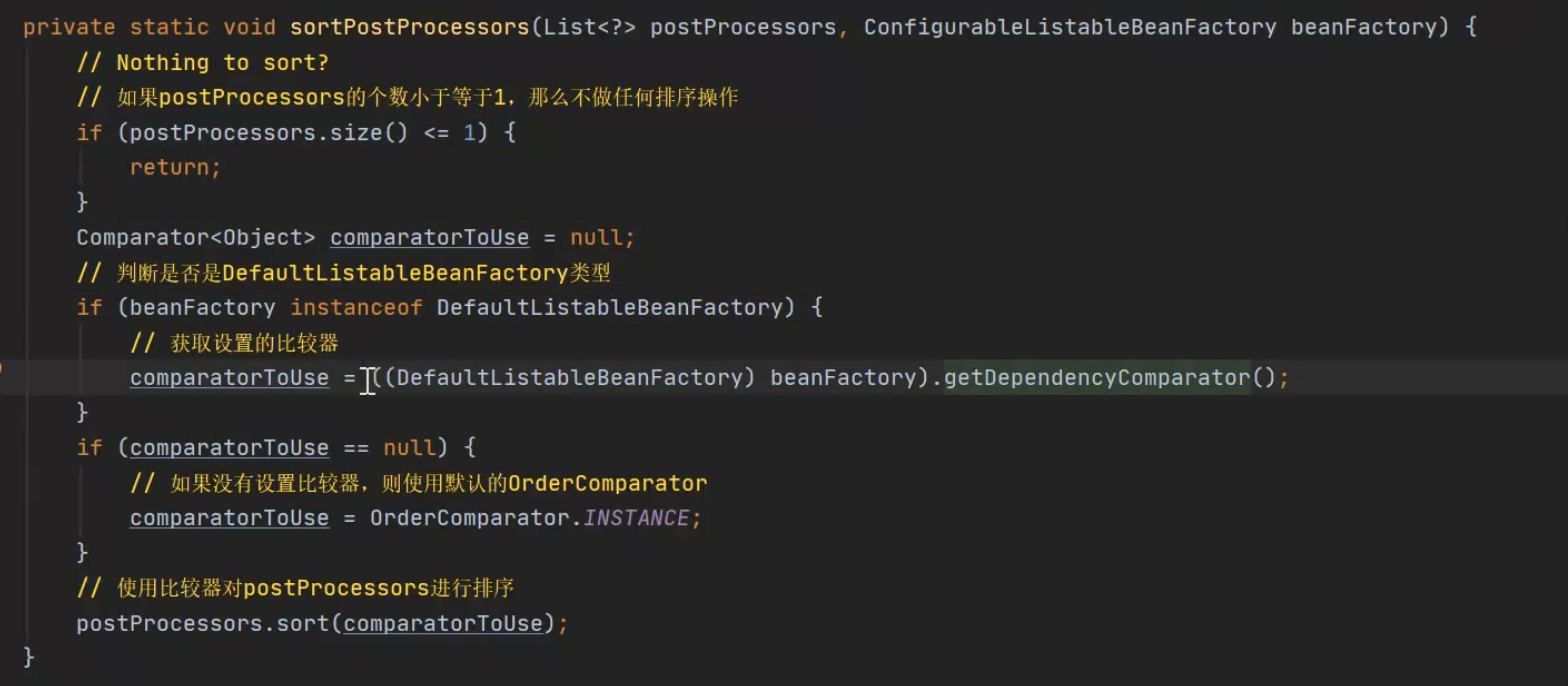 private static void sortPostProcessors(List<?> postProcessors, ConfigurableListableBeanFactory beanFactory) {
// Nothing to sort?
// 如果postProcessors的个数小于等于1，那么不做任何排序操作
if (postProcessors.size() <= 1) {
return;
}
Comparator<Object> comparatorToUse = null;
// 判断是否是DefaultListableBeanFactory类型
if (beanFactory instanceof DefaultListableBeanFactory) {
// 获取设置的比较器
comparatorToUse = ((DefaultListableBeanFactory) beanFactory).getDependencyComparator();
}
if (comparatorToUse == null) {
// 如果没有设置比较器，则使用默认的OrderComparator
comparatorToUse = OrderComparator.INSTANCE;
}
// 使用比较器对postProcessors进行排序
postProcessors.sort(comparatorToUse);
}